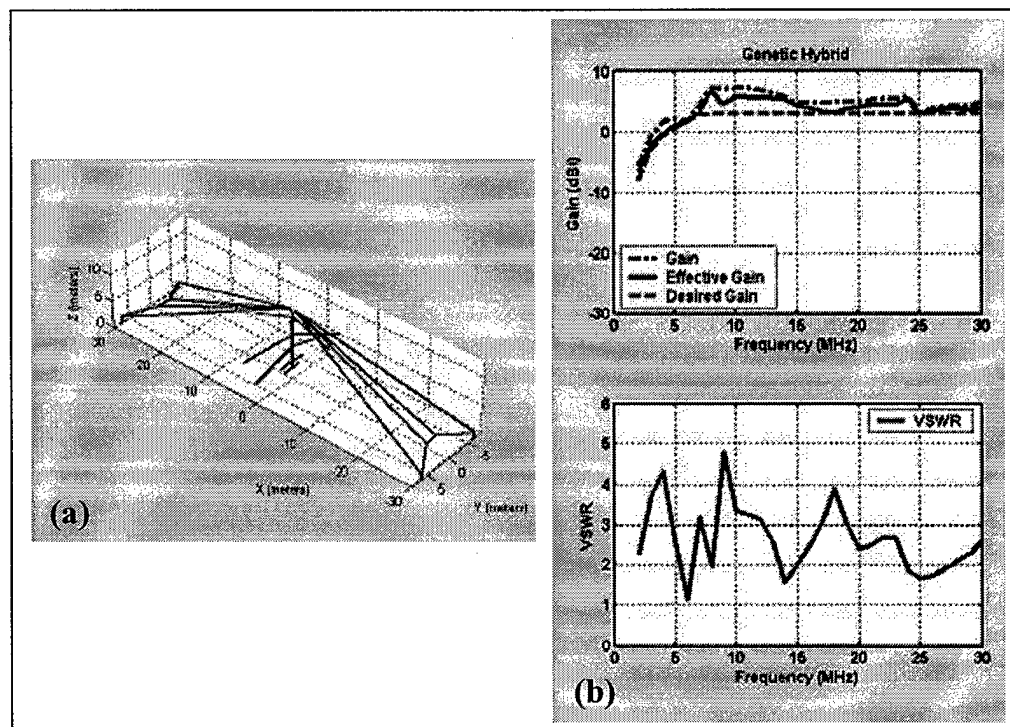 10
5
0
Z (meters)
30
20
10
0
10
20
30
X (meters)
5
0
5
Y (meters)
(a)
Genetic Hybrid
10
0
-10
-20
-30
Gain (dBi)
Gain
Effective Gain
Desired Gain
0 5 10 15 20 25 30
Frequency (MHz)
6
5
4
3
2
1
0
VSWR
VSWR
0 5 10 15 20 25 30
Frequency (MHz)
(b)